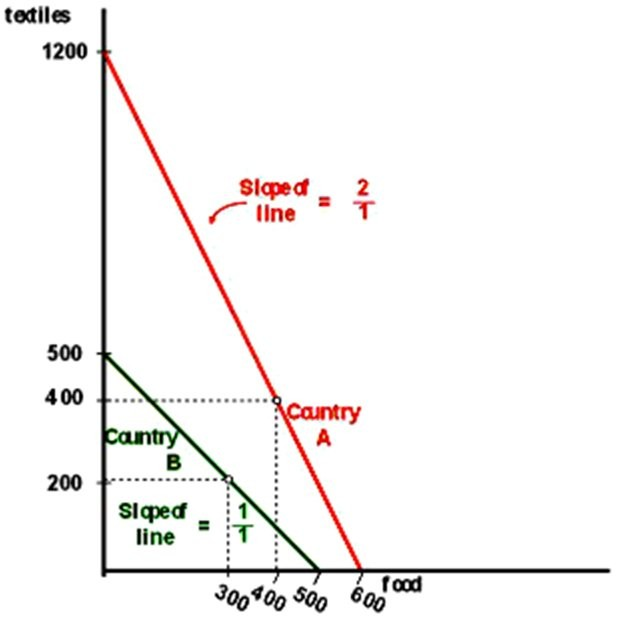 textiles
1200
Slope of
line = 2/1
500
400
Country
A
Country
B
200
Slope of
line = 1/1
300 400 500 600 food